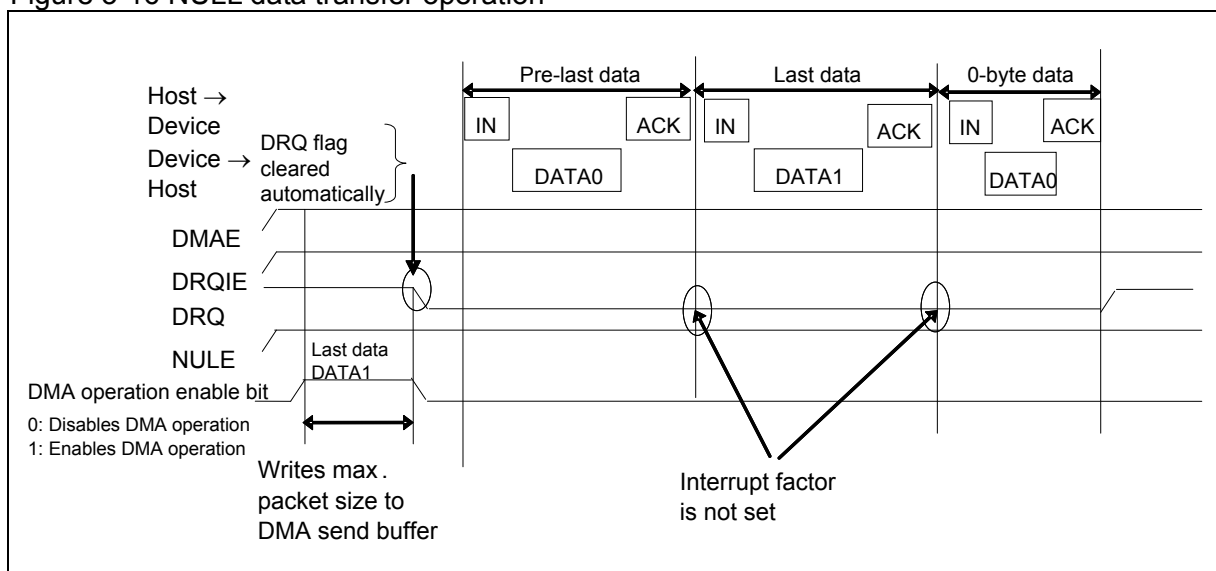 Figure 3-16 NULL data transfer operation
Pre-last data
Last data
0-byte data
Host →
Device
Device →
Host
DRQ flag
cleared
automatically
IN
ACK
IN
ACK
IN
ACK
DATA0
DATA1
DATA0
DMAE
DRQIE
DRQ
NULE
Last data
DATA1
DMA operation enable bit
0: Disables DMA operation
1: Enables DMA operation
Writes max.
packet size to
DMA send buffer
Interrupt factor
is not set